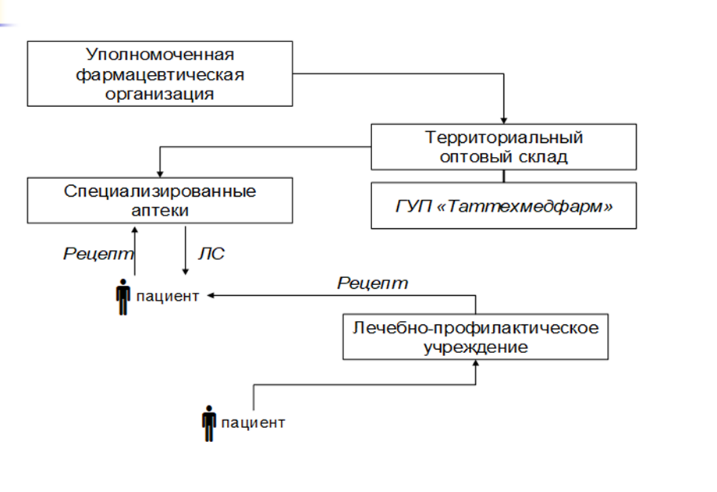 Уполномоченная
фармацевтическая
организация
Территориальный
оптовый склад
Специализированные
аптеки
ГУП «Таттехмедфарм»
Рецепт
ЛС
пациент
Рецепт
Лечебно-профилактическое
учреждение
пациент